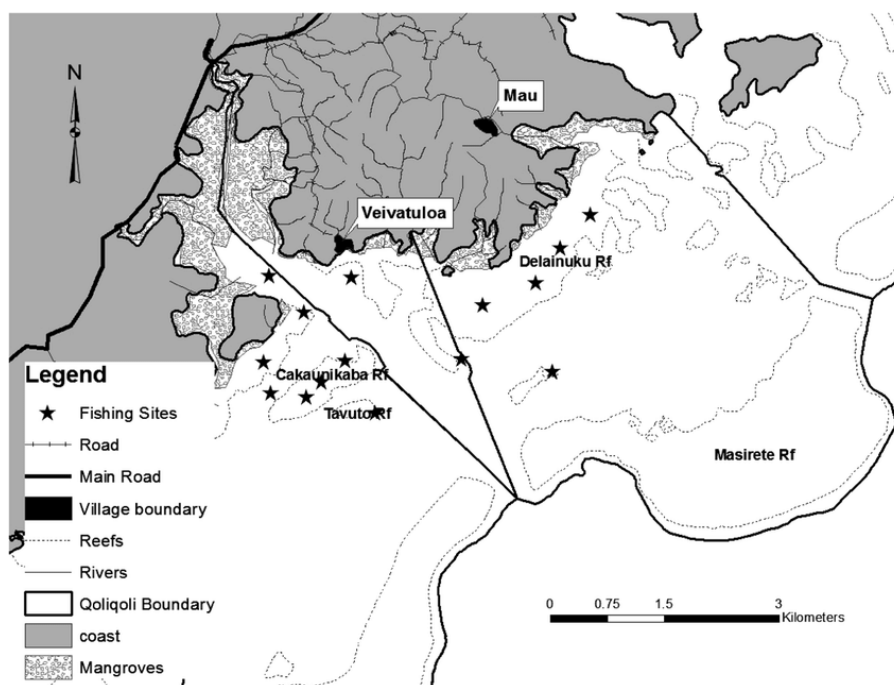 N
Mau
Veivatuloa
Delainuku Rf
Cakaunikaba Rf
Tavuto Rf
Masirete Rf
Legend
Fishing Sites
Road
Main Road
Village boundary
Reefs
Rivers
Qoliqoli Boundary
coast
Mangroves
0 0.75 1.5 3
Kilometers